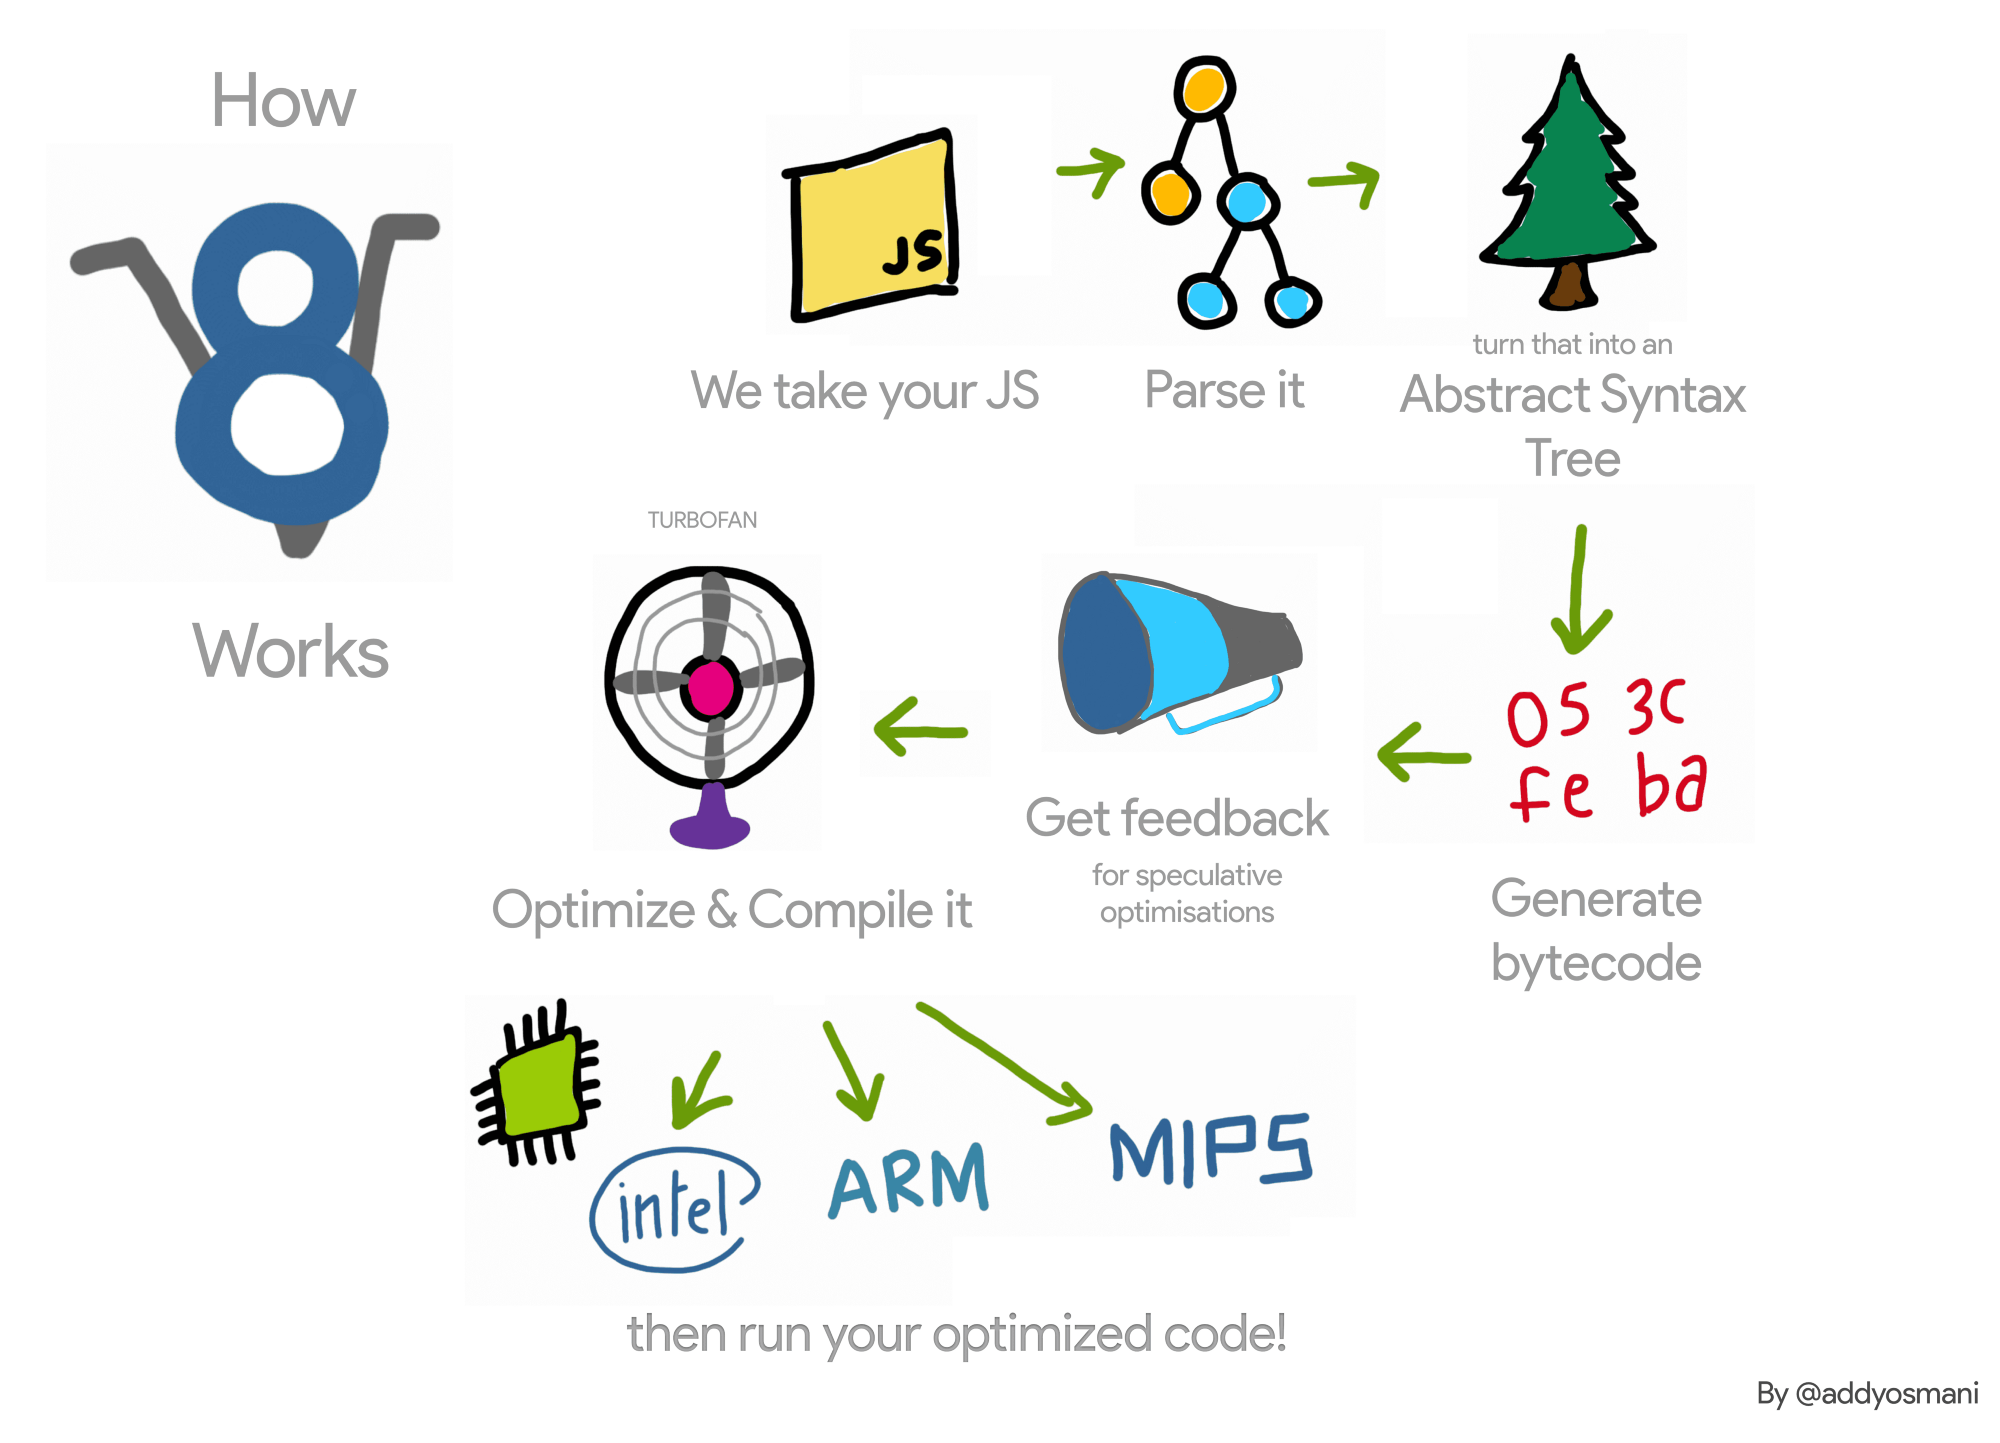 How
V8
Works
JS
We take your JS
Parse it
turn that into an
Abstract Syntax
Tree
05 3c
fe ba
Generate
bytecode
Get feedback
for speculative
optimisations
TURBOFAN
Optimize & Compile it
intel
ARM
MIPS
then run your optimized code!
By @addyosmani